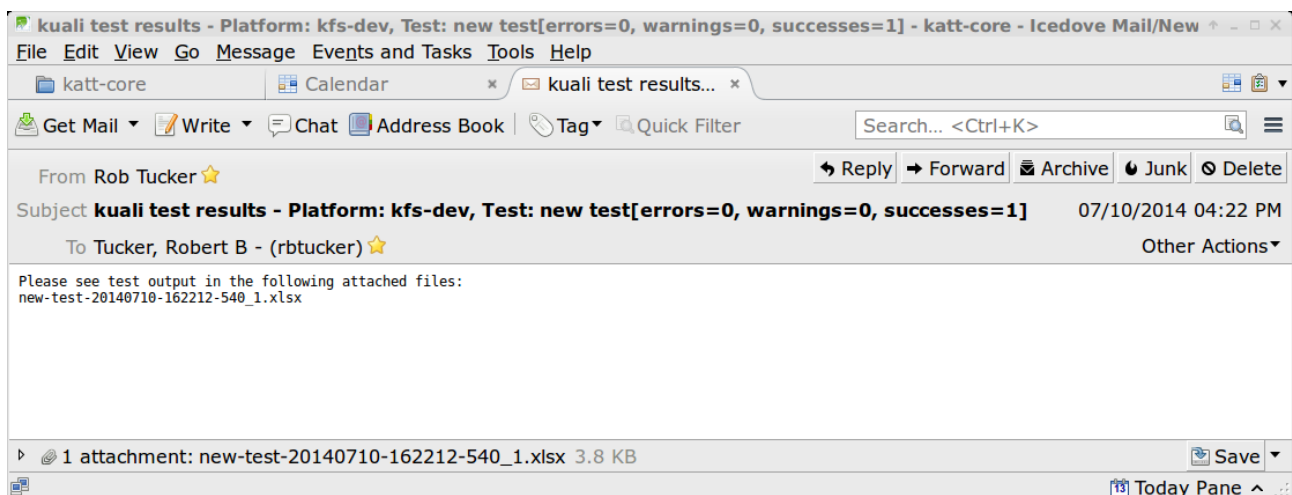 kuali test results - Platform: kfs-dev, Test: new test[errors=0, warnings=0, successes=1] - katt-core - Icedove Mail/New
File Edit View Go Message Events and Tasks Tools Help
katt-core Calendar kuali test results...
Get Mail Write Chat Address Book Tag Quick Filter Search... <Ctrl+K>
From Rob Tucker Reply Forward Archive Junk Delete
Subject kuali test results - Platform: kfs-dev, Test: new test[errors=0, warnings=0, successes=1] 07/10/2014 04:22 PM
To Tucker, Robert B - (rbtucker) Other Actions
Please see test output in the following attached files:
new-test-20140710-162212-540_1.xlsx
1 attachment: new-test-20140710-162212-540_1.xlsx 3.8 KB Save
13 Today Pane